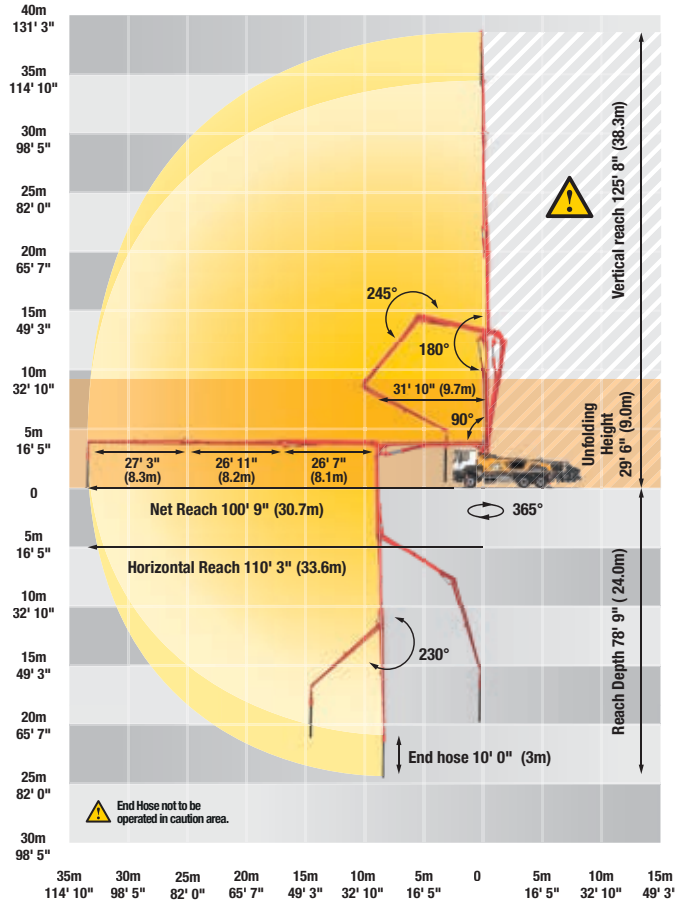 40m
131' 3"
35m
114' 10"
30m
98' 5"
25m
82' 0"
20m
65' 7"
15m
49' 3"
10m
32' 10"
5m
16' 5"
0
5m
16' 5"
10m
32' 10"
15m
49' 3"
20m
65' 7"
25m
82' 0"
30m
98' 5"
Vertical reach 125' 8" (38.3m)
245°
180°
31' 10" (9.7m)
90°
Unfolding
Height
29' 6" (9.0m)
27' 3"
(8.3m)
26' 11"
(8.2m)
26' 7"
(8.1m)
Net Reach 100' 9" (30.7m)
365°
Horizontal Reach 110' 3" (33.6m)
230°
Reach Depth 78' 9" ( 24.0m)
End hose 10' 0" (3m)
End Hose not to be
operated in caution area.
35m
114' 10"
30m
98' 5"
25m
82' 0"
20m
65' 7"
15m
49' 3"
10m
32' 10"
5m
16' 5"
0
5m
16' 5"
10m
32' 10"
15m
49' 3"